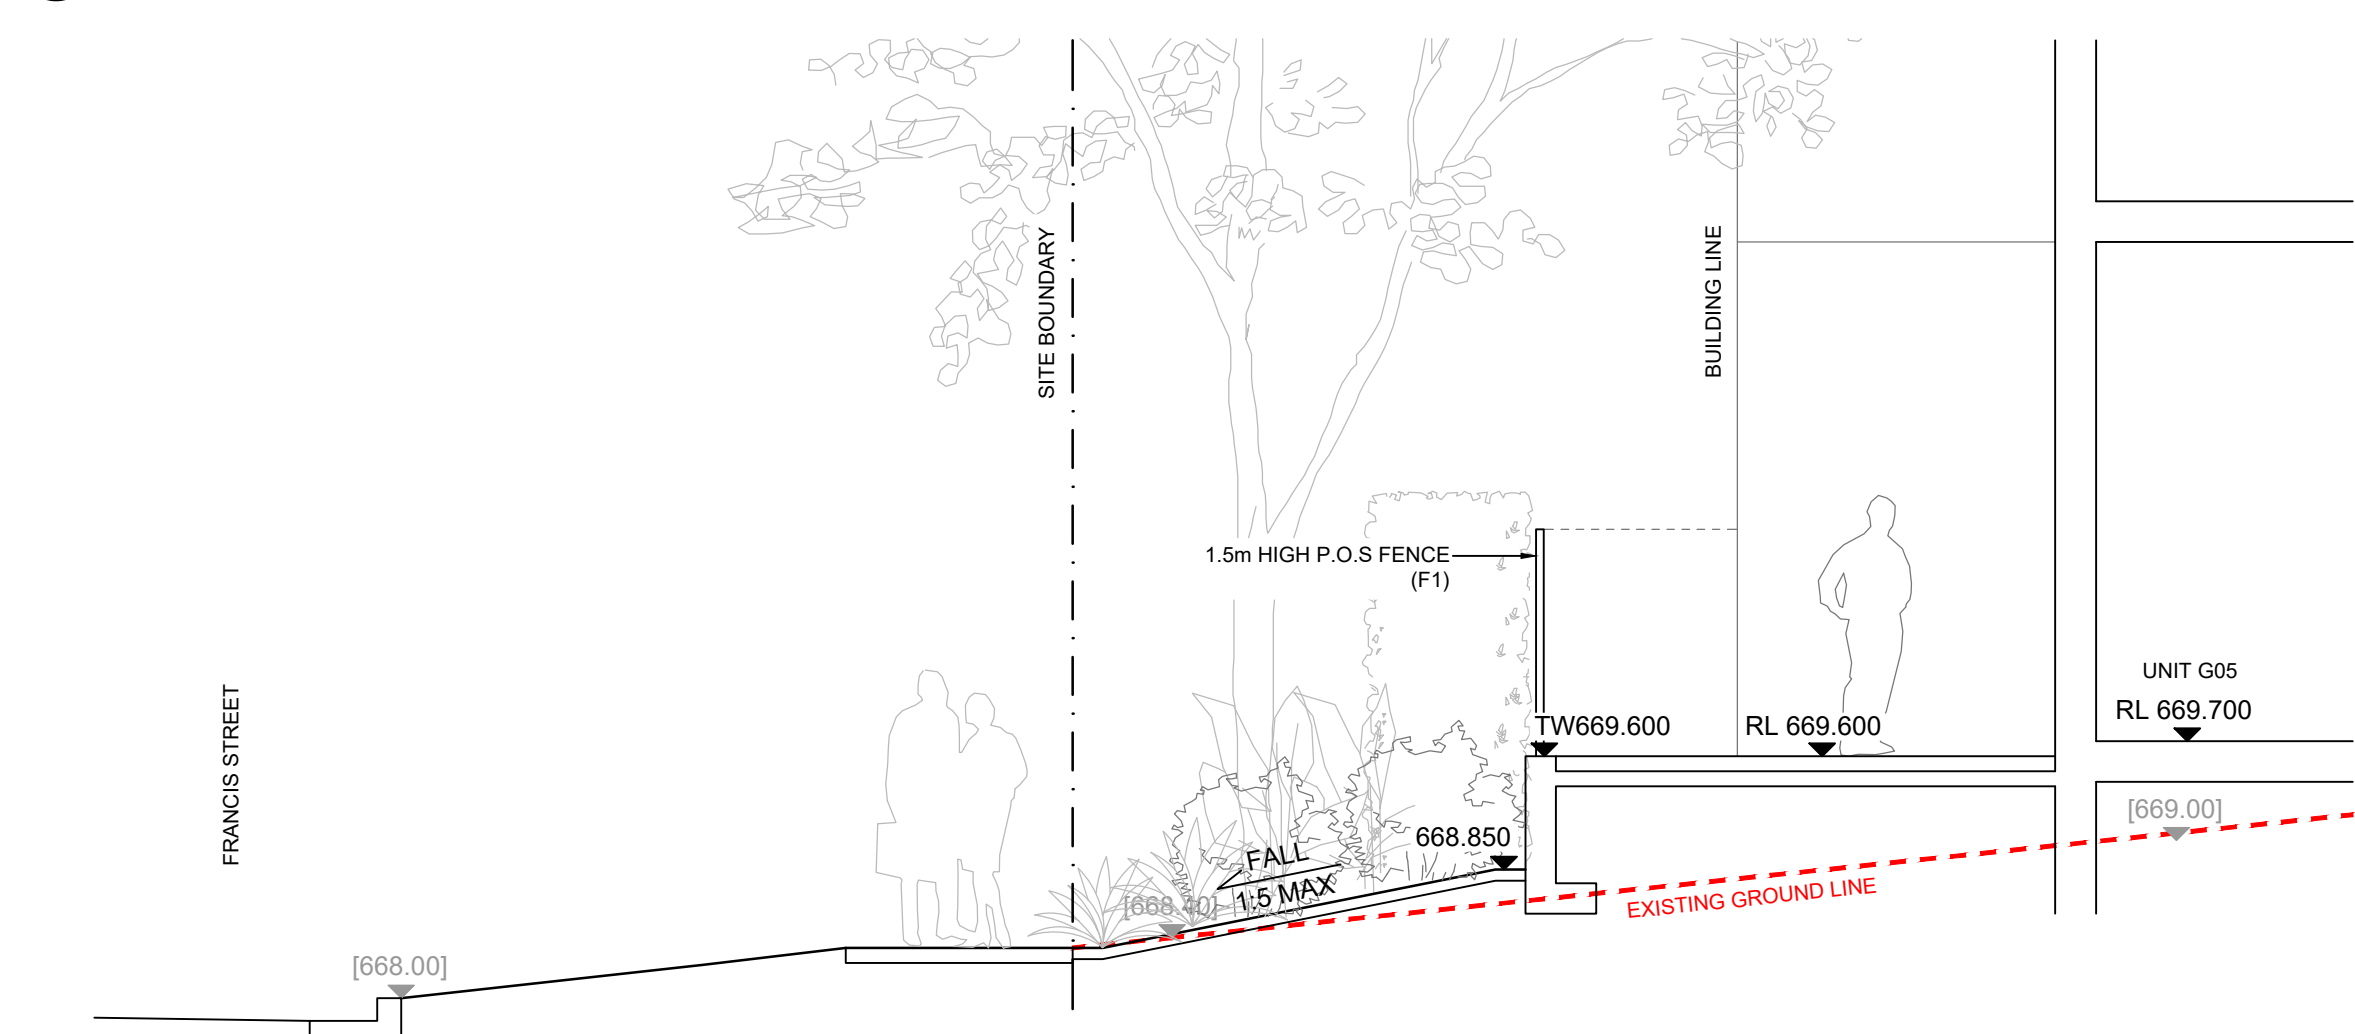 SITE BOUNDARY
BUILDING LINE
1.5m HIGH P.O.S FENCE
(F1)
FRANCIS STREET
UNIT G05
RL 669.700
TW669.600
RL 669.600
[669.00]
668.850
FALL
1:5 MAX
[668.40]
EXISTING GROUND LINE
[668.00]